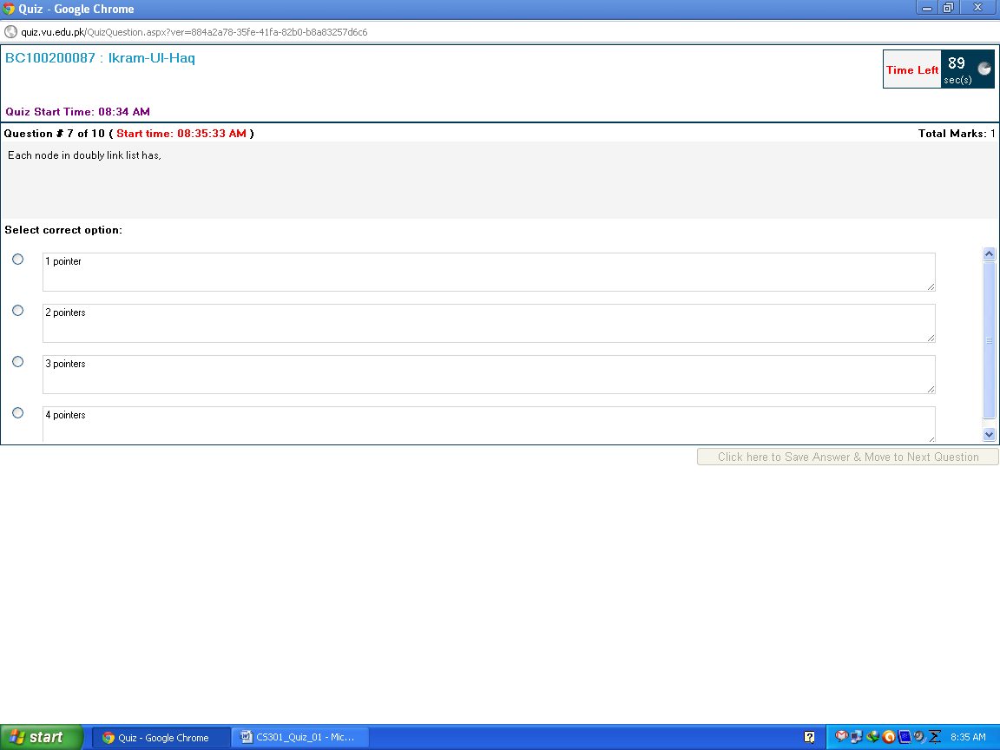 Quiz - Google Chrome
quiz.vu.edu.pk/QuizQuestion.aspx?ver=884a2a78-35fe-41fa-82b0-b8a83257d6c6
BC100200087 : Ikram-Ul-Haq
Time Left 89 sec(s)
Quiz Start Time: 08:34 AM
Question # 7 of 10 ( Start time: 08:35:33 AM ) Total Marks: 1
Each node in doubly link list has,
Select correct option:
1 pointer
2 pointers
3 pointers
4 pointers
Click here to Save Answer & Move to Next Question
start Quiz - Google Chrome CS301_Quiz_01 - Mic... 8:35 AM